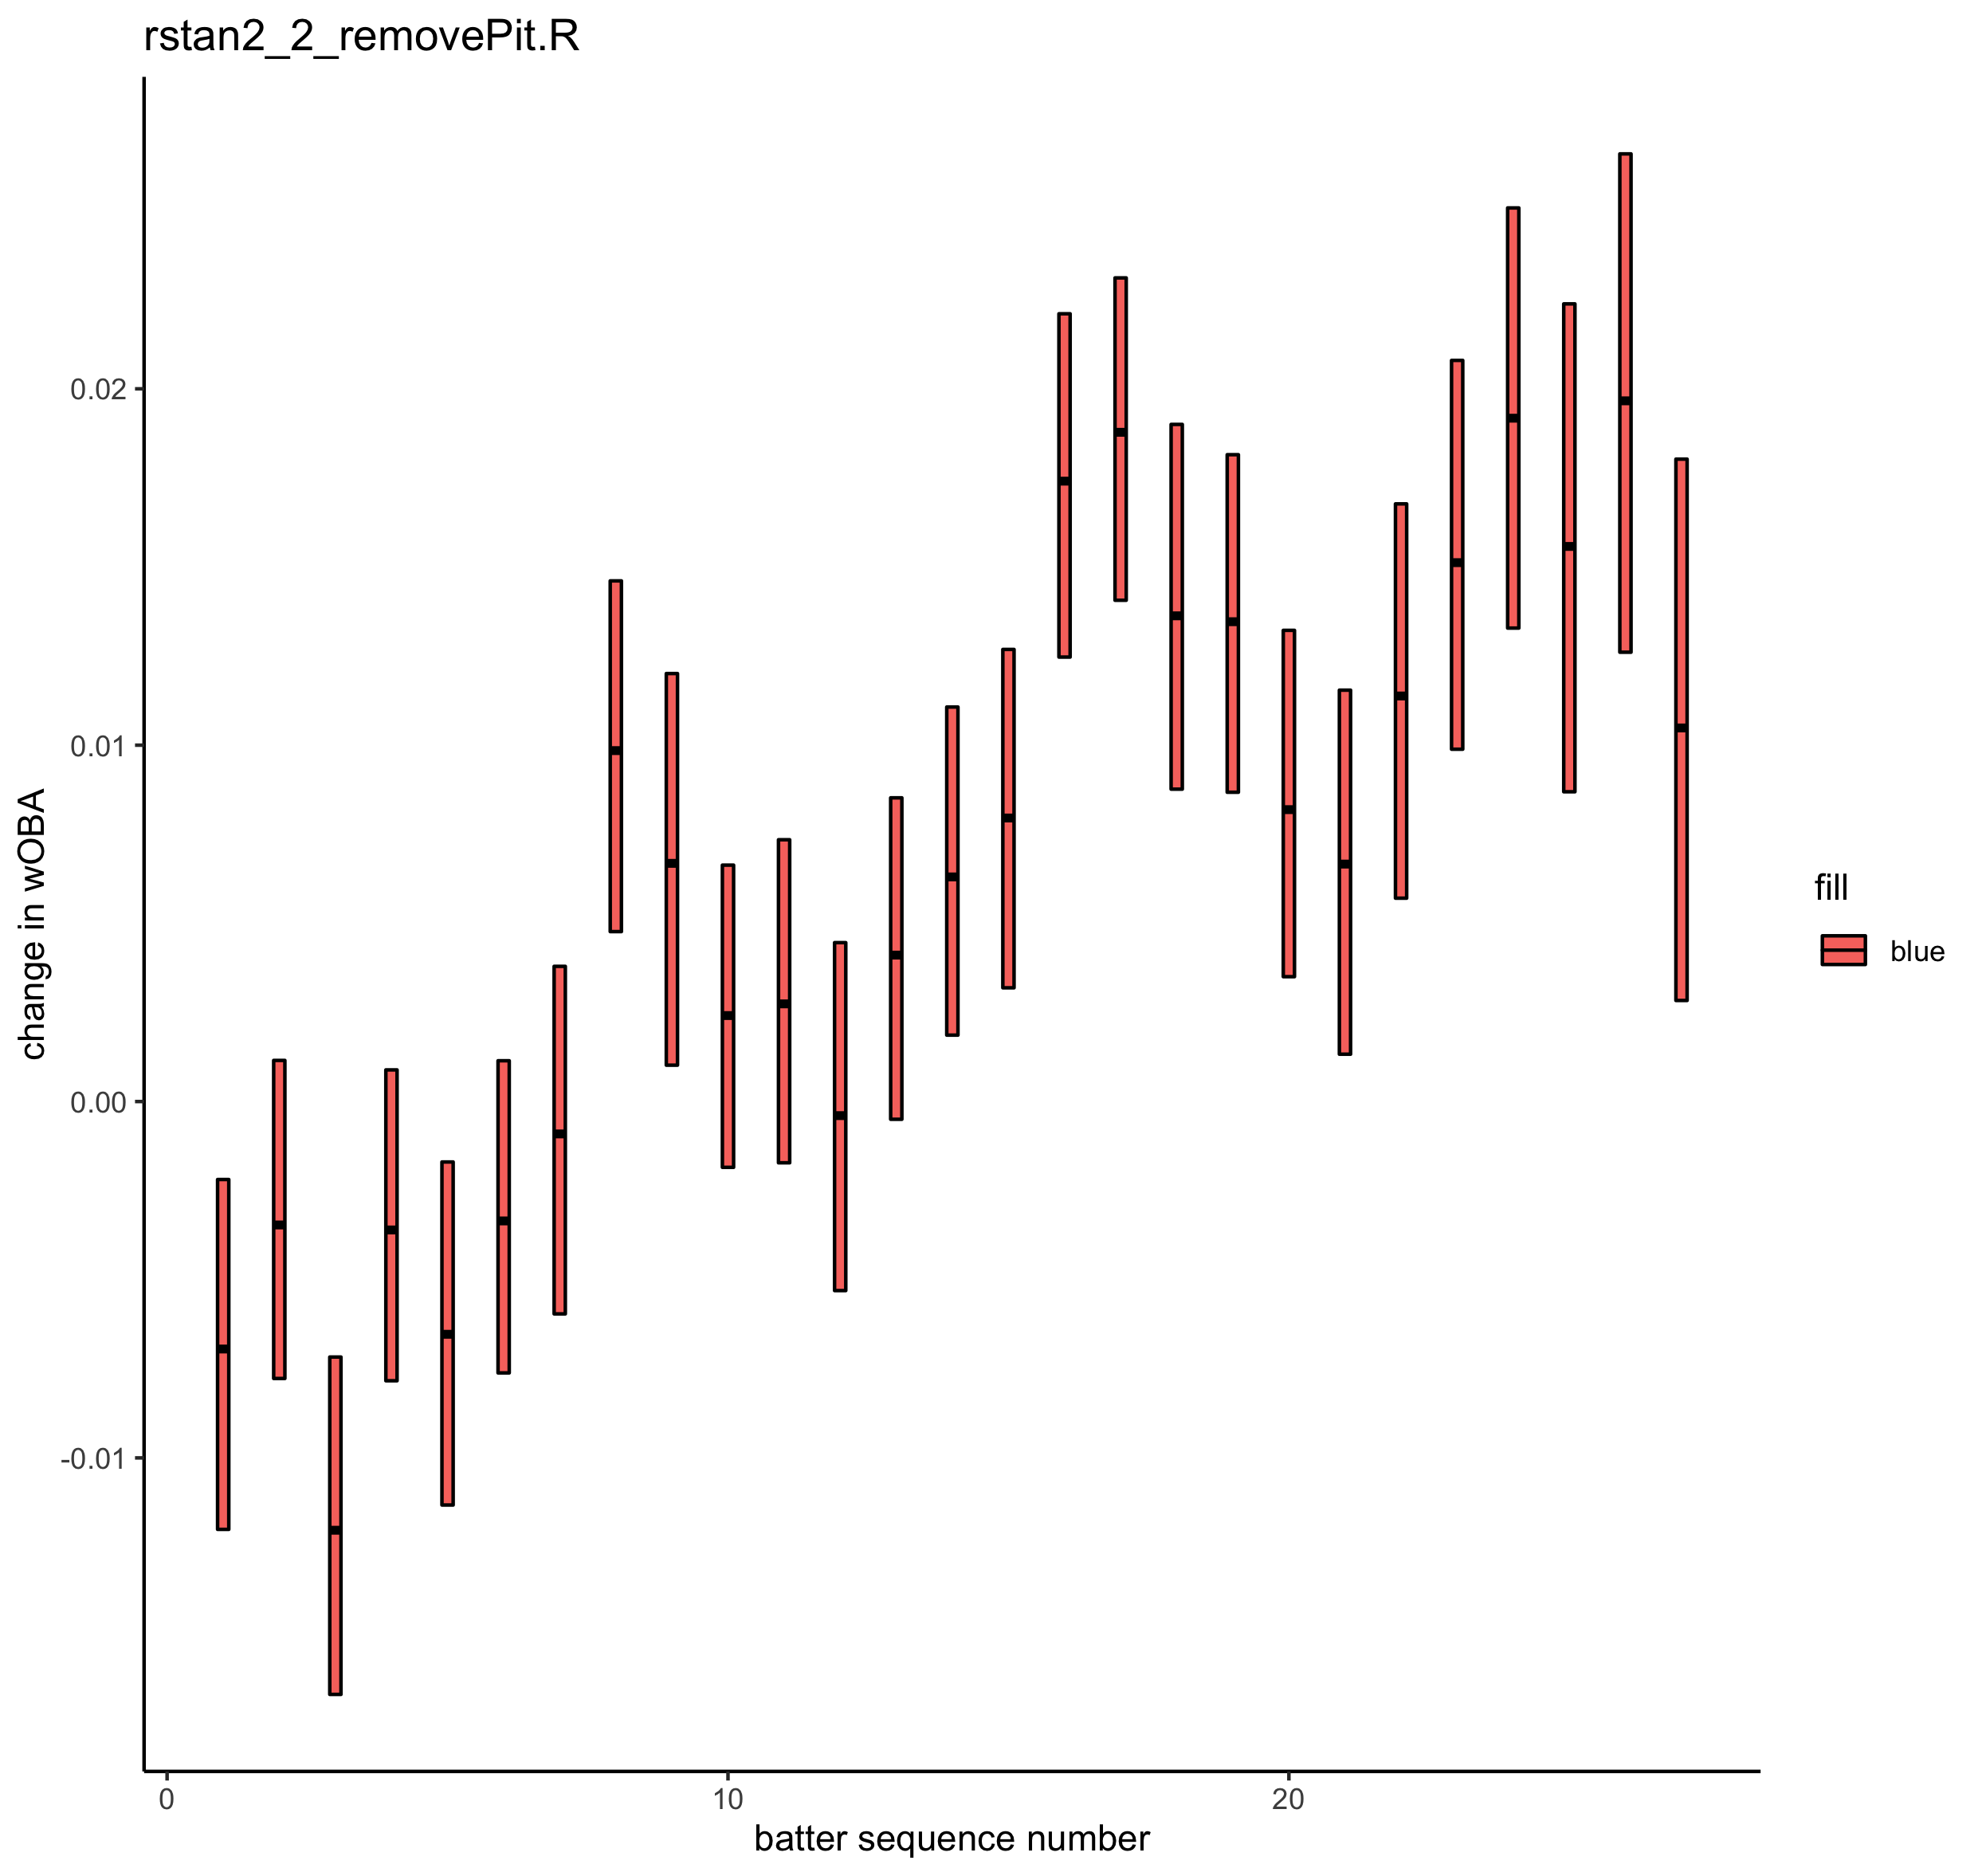 rstan2_2_removePit.R
change in wOBA
0.02
0.01
0.00
-0.01
0
10
20
batter sequence number
fill
blue